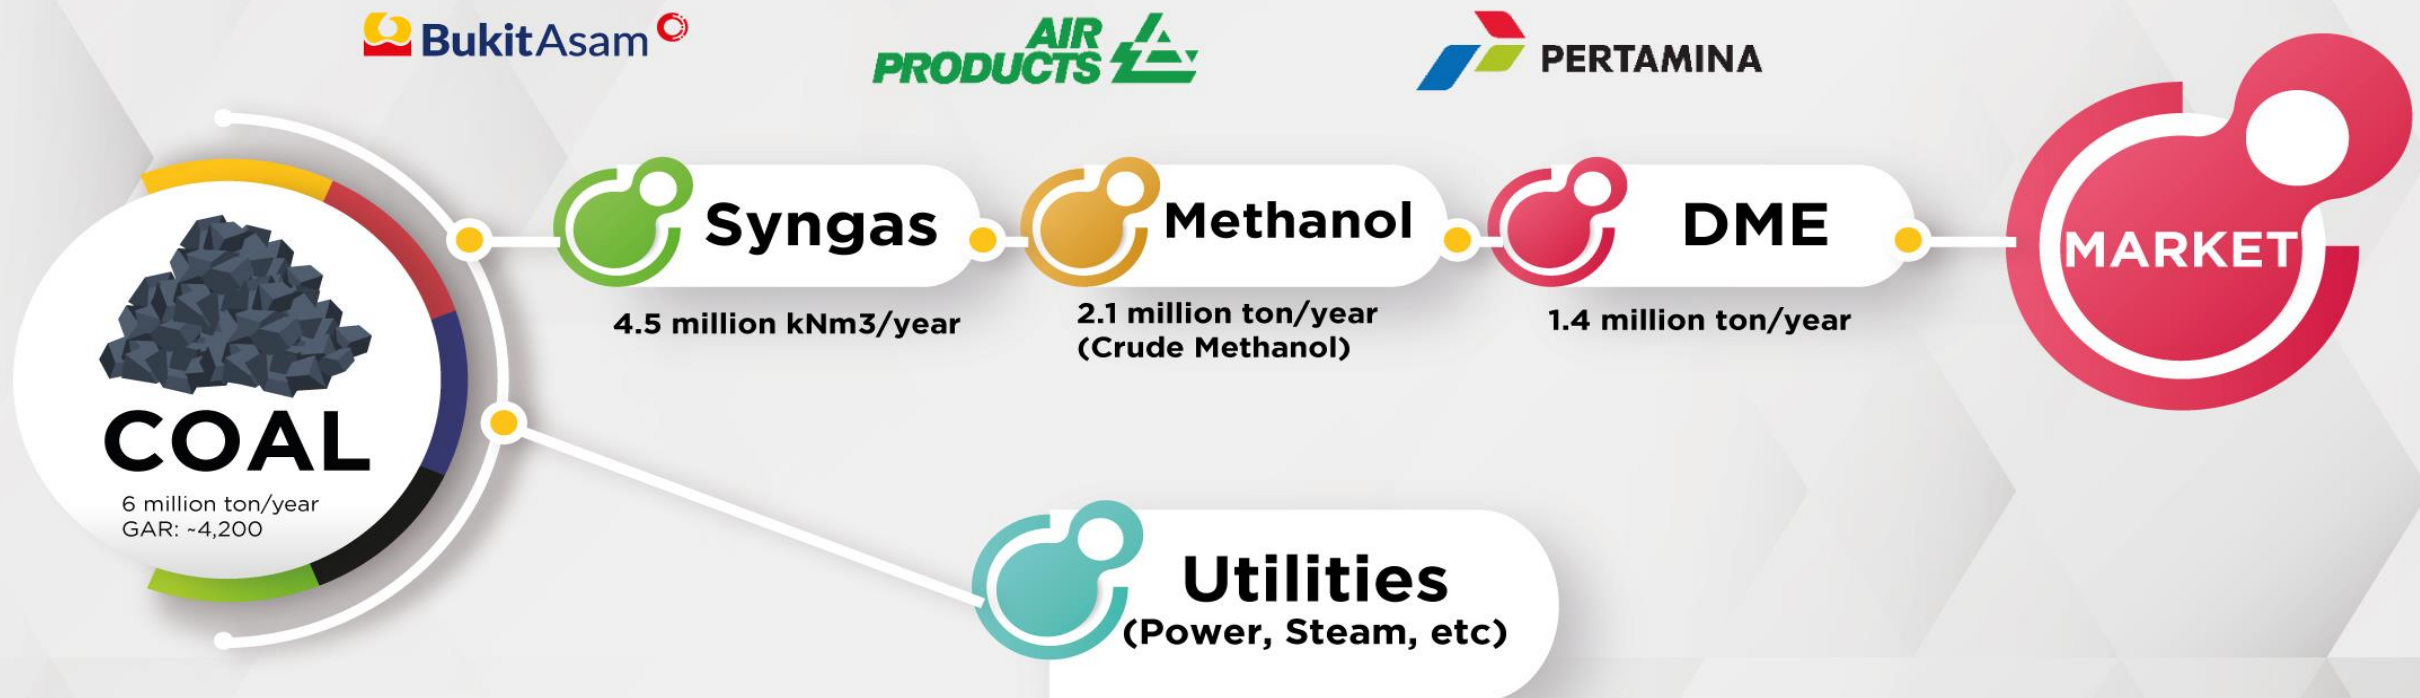 BukitAsam
AIR
PRODUCTS
PERTAMINA
Syngas
Methanol
DME
MARKET
4.5 million kNm3/year
2.1 million ton/year
(Crude Methanol)
1.4 million ton/year
COAL
6 million ton/year
GAR: ~4,200
Utilities
(Power, Steam, etc)